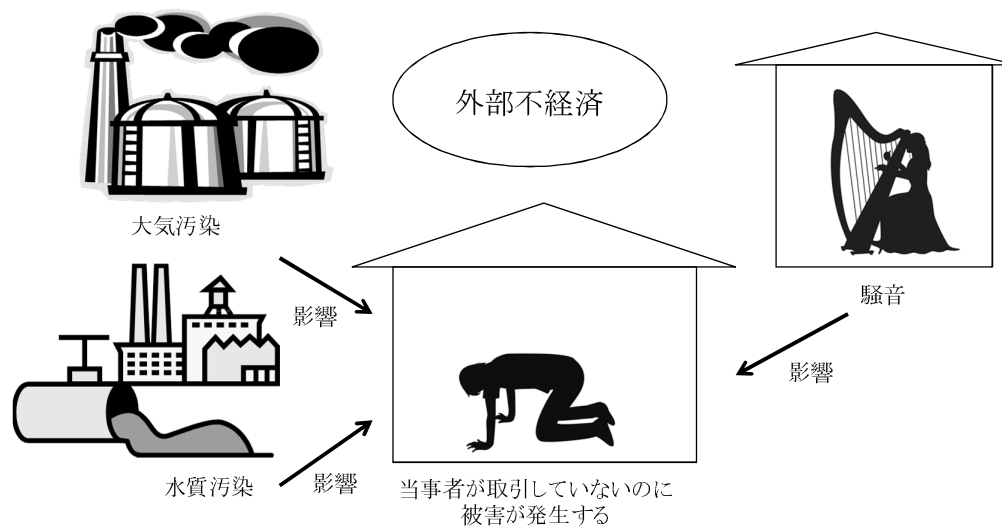 外部不経済
大気汚染
影響
騒音
影響
水質汚染
影響
当事者が取引していないのに
被害が発生する